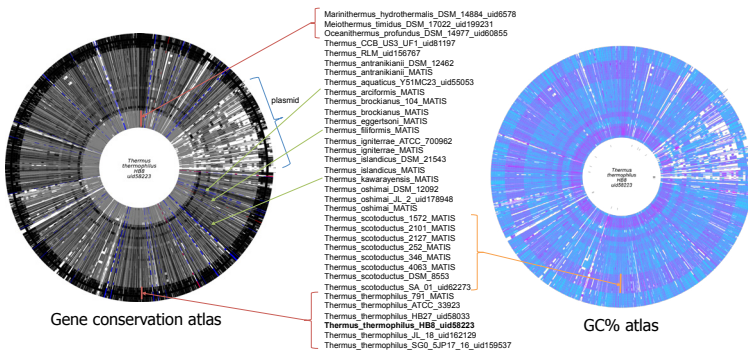 Marinithermus_hydrothermalis_DSM_14884_uid6578
Meiothermus_timidus_DSM_17022_uid199231
Oceanithermus_profundus_DSM_14977_uid60855
Thermus_CCB_US3_UF1_uid81197
Thermus_RLM_uid156767
Thermus_antranikianii_DSM_12462
Thermus_antranikianii_MATIS
Thermus_aquaticus_Y51MC23_uid55053
Thermus_arciformis_MATIS
Thermus_brockianus_104_MATIS
Thermus_brockianus_MATIS
Thermus_eggertsoni_MATIS
Thermus_filiformis_MATIS
Thermus_igniterrae_ATCC_700962
Thermus_igniterrae_MATIS
Thermus_islandicus_DSM_21543
Thermus_islandicus_MATIS
Thermus_kawarayensis_MATIS
Thermus_oshimai_DSM_12092
Thermus_oshimai_JL_2_uid178948
Thermus_oshimai_MATIS
Thermus_scotoductus_1572_MATIS
Thermus_scotoductus_2101_MATIS
Thermus_scotoductus_2127_MATIS
Thermus_scotoductus_252_MATIS
Thermus_scotoductus_346_MATIS
Thermus_scotoductus_4063_MATIS
Thermus_scotoductus_DSM_8553
Thermus_scotoductus_SA_01_uid62273
Thermus_thermophilus_791_MATIS
Thermus_thermophilus_ATCC_33923
Thermus_thermophilus_HB27_uid58033
Thermus_thermophilus_HB8_uid58223
Thermus_thermophilus_JL_18_uid162129
Thermus_thermophilus_SG0_5JP17_16_uid159537
plasmid
Thermus
thermophilus
HB8
uid58223
Gene conservation atlas
Thermus
thermophilus
HB8
uid58223
GC% atlas